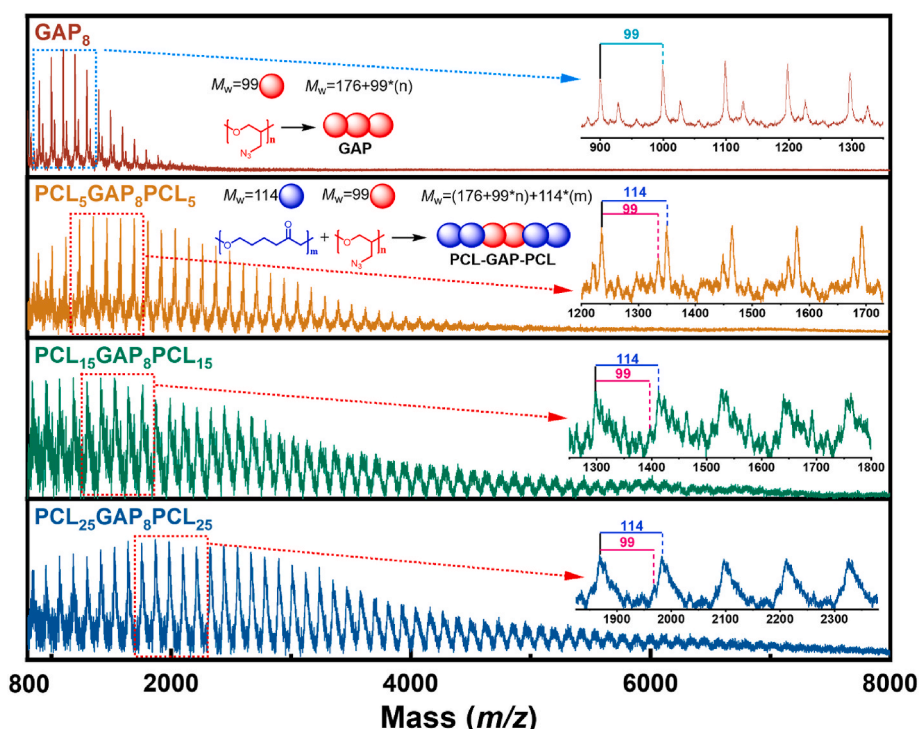 GAP8
99
Mw=99 Mw=176+99*(n)
O n
N3
GAP
900 1000 1100 1200 1300
PCL5GAP8PCL5
Mw=114 Mw=99 Mw=(176+99*n)+114*(m)
O O m + O n
N3
PCL-GAP-PCL
114
99
1200 1300 1400 1500 1600 1700
PCL15GAP8PCL15
114
99
1300 1400 1500 1600 1700 1800
PCL25GAP8PCL25
114
99
1900 2000 2100 2200 2300
800 2000 4000 6000 8000
Mass (m/z)